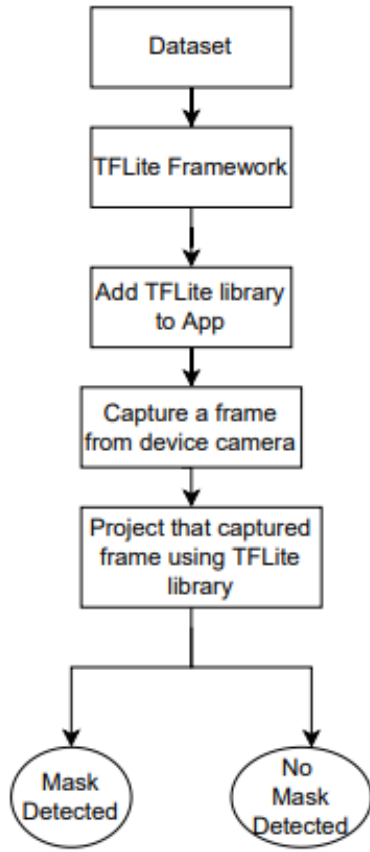 Dataset
TFLite Framework
Add TFLite library
to App
Capture a frame
from device camera
Project that captured
frame using TFLite
library
Mask
Detected
No
Mask
Detected